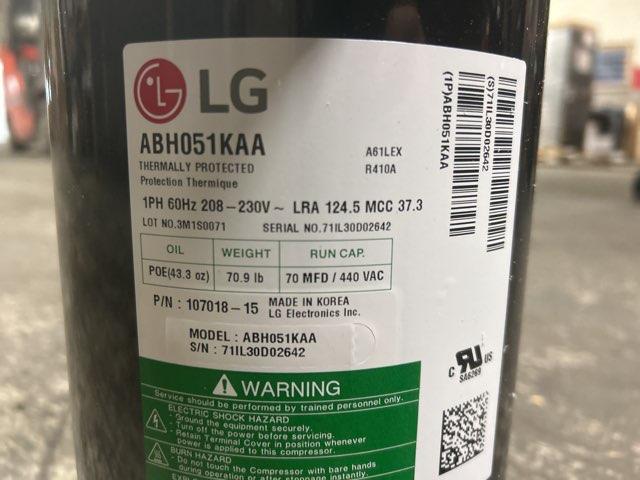 LG
ABH051KAA
A61LEX
THERMALLY PROTECTED
R410A
Protection Thermique
1PH 60Hz 208-230V~ LRA 124.5 MCC 37.3
LOT NO.3M1S0071 SERIAL NO.71IL30D02642
OIL WEIGHT RUN CAP.
POE(43.3 oz) 70.9 lb 70 MFD / 440 VAC
P/N : 107018-15 MADE IN KOREA
LG Electronics Inc.
MODEL : ABH051KAA
S/N : 71IL30D02642
(1P)ABH051KAA
(S)71IL30D02642
C US
SA6269
WARNING
Service should be performed by trained personnel only.
ELECTRIC SHOCK HAZARD
- Ground the equipment securely.
- Turn off the power before servicing.
- Retain Terminal Cover in position whenever
power is applied to this compressor.
BURN HAZARD
- Do not touch the Compressor with bare hands
during operation or after stoppage instantly.